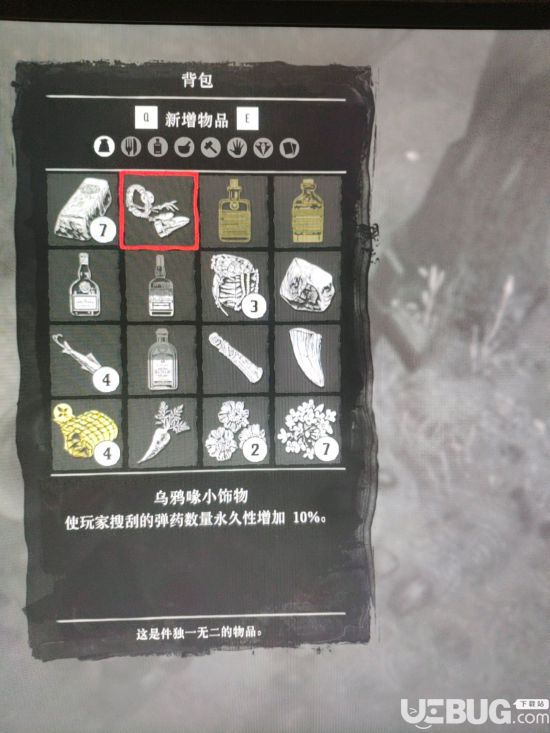 背包
Q 新增物品 E
7
3
4
4
2
7
乌鸦喙小饰物
使玩家搜刮的弹药数量永久性增加 10%。
这是件独一无二的物品。
UEBUG 下载站
.com